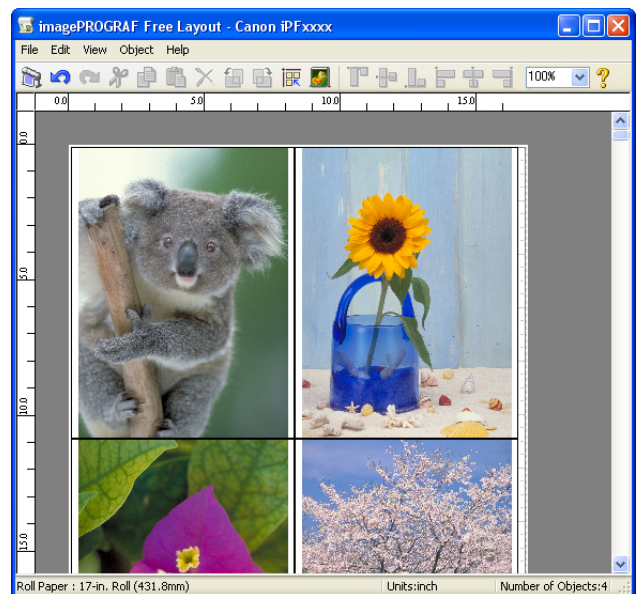 imagePROGRAF Free Layout - Canon iPFxxxx
File Edit View Object Help
100%
0.0 5.0 10.0 15.0
0.0
5.0
10.0
15.0
Roll Paper : 17-in. Roll (431.8mm) Units:inch Number of Objects:4